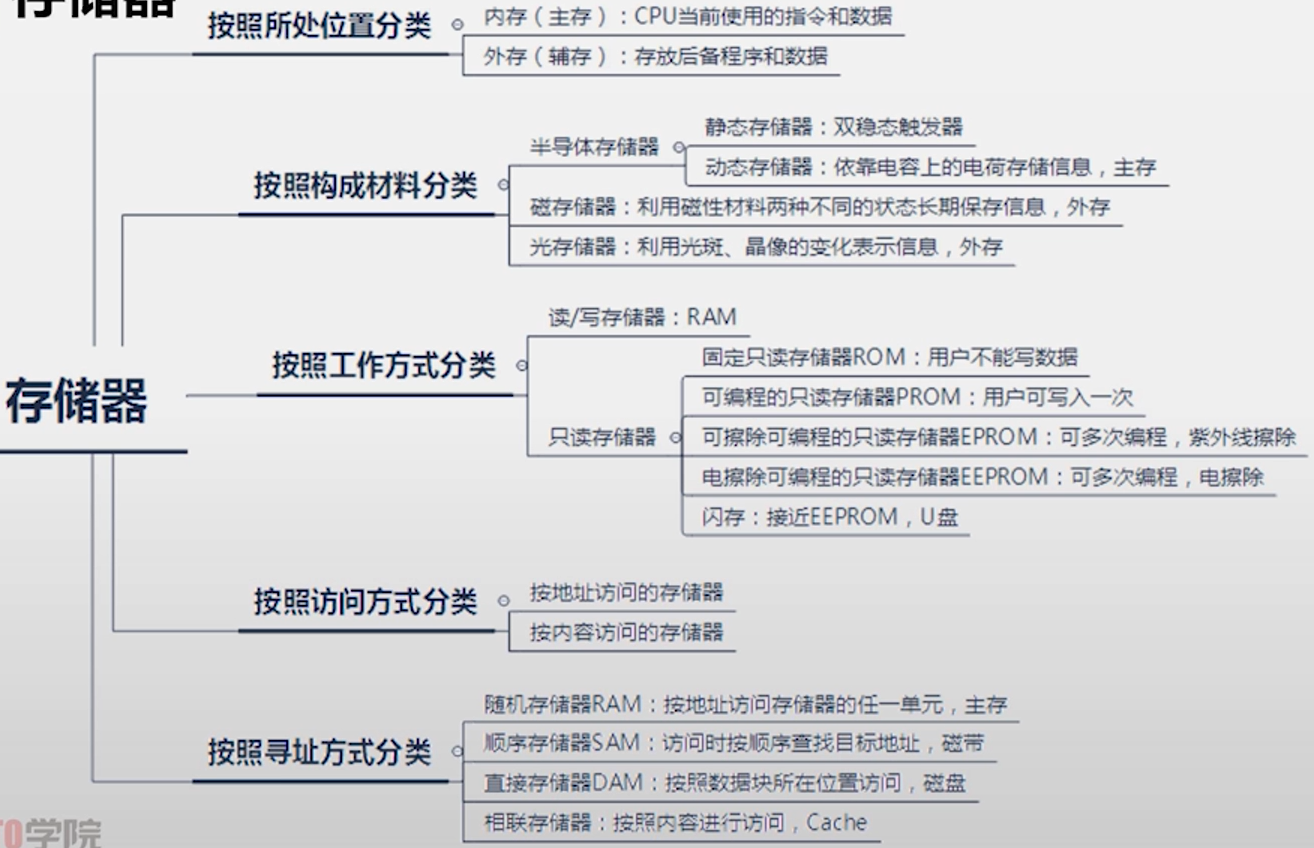 存储器
按照所处位置分类
内存（主存）：CPU当前使用的指令和数据
外存（辅存）：存放后备程序和数据
按照构成材料分类
半导体存储器
静态存储器：双稳态触发器
动态存储器：依靠电容上的电荷存储信息，主存
磁存储器：利用磁性材料两种不同的状态长期保存信息，外存
光存储器：利用光斑、晶像的变化表示信息，外存
存储器
按照工作方式分类
读/写存储器：RAM
只读存储器
固定只读存储器ROM：用户不能写数据
可编程的只读存储器PROM：用户可写入一次
可擦除可编程的只读存储器EPROM：可多次编程，紫外线擦除
电擦除可编程的只读存储器EEPROM：可多次编程，电擦除
闪存：接近EEPROM，U盘
按照访问方式分类
按地址访问的存储器
按内容访问的存储器
按照寻址方式分类
随机存储器RAM：按地址访问存储器的任一单元，主存
顺序存储器SAM：访问时按顺序查找目标地址，磁带
直接存储器DAM：按照数据块所在位置访问，磁盘
相联存储器：按照内容进行访问，Cache
TO学院